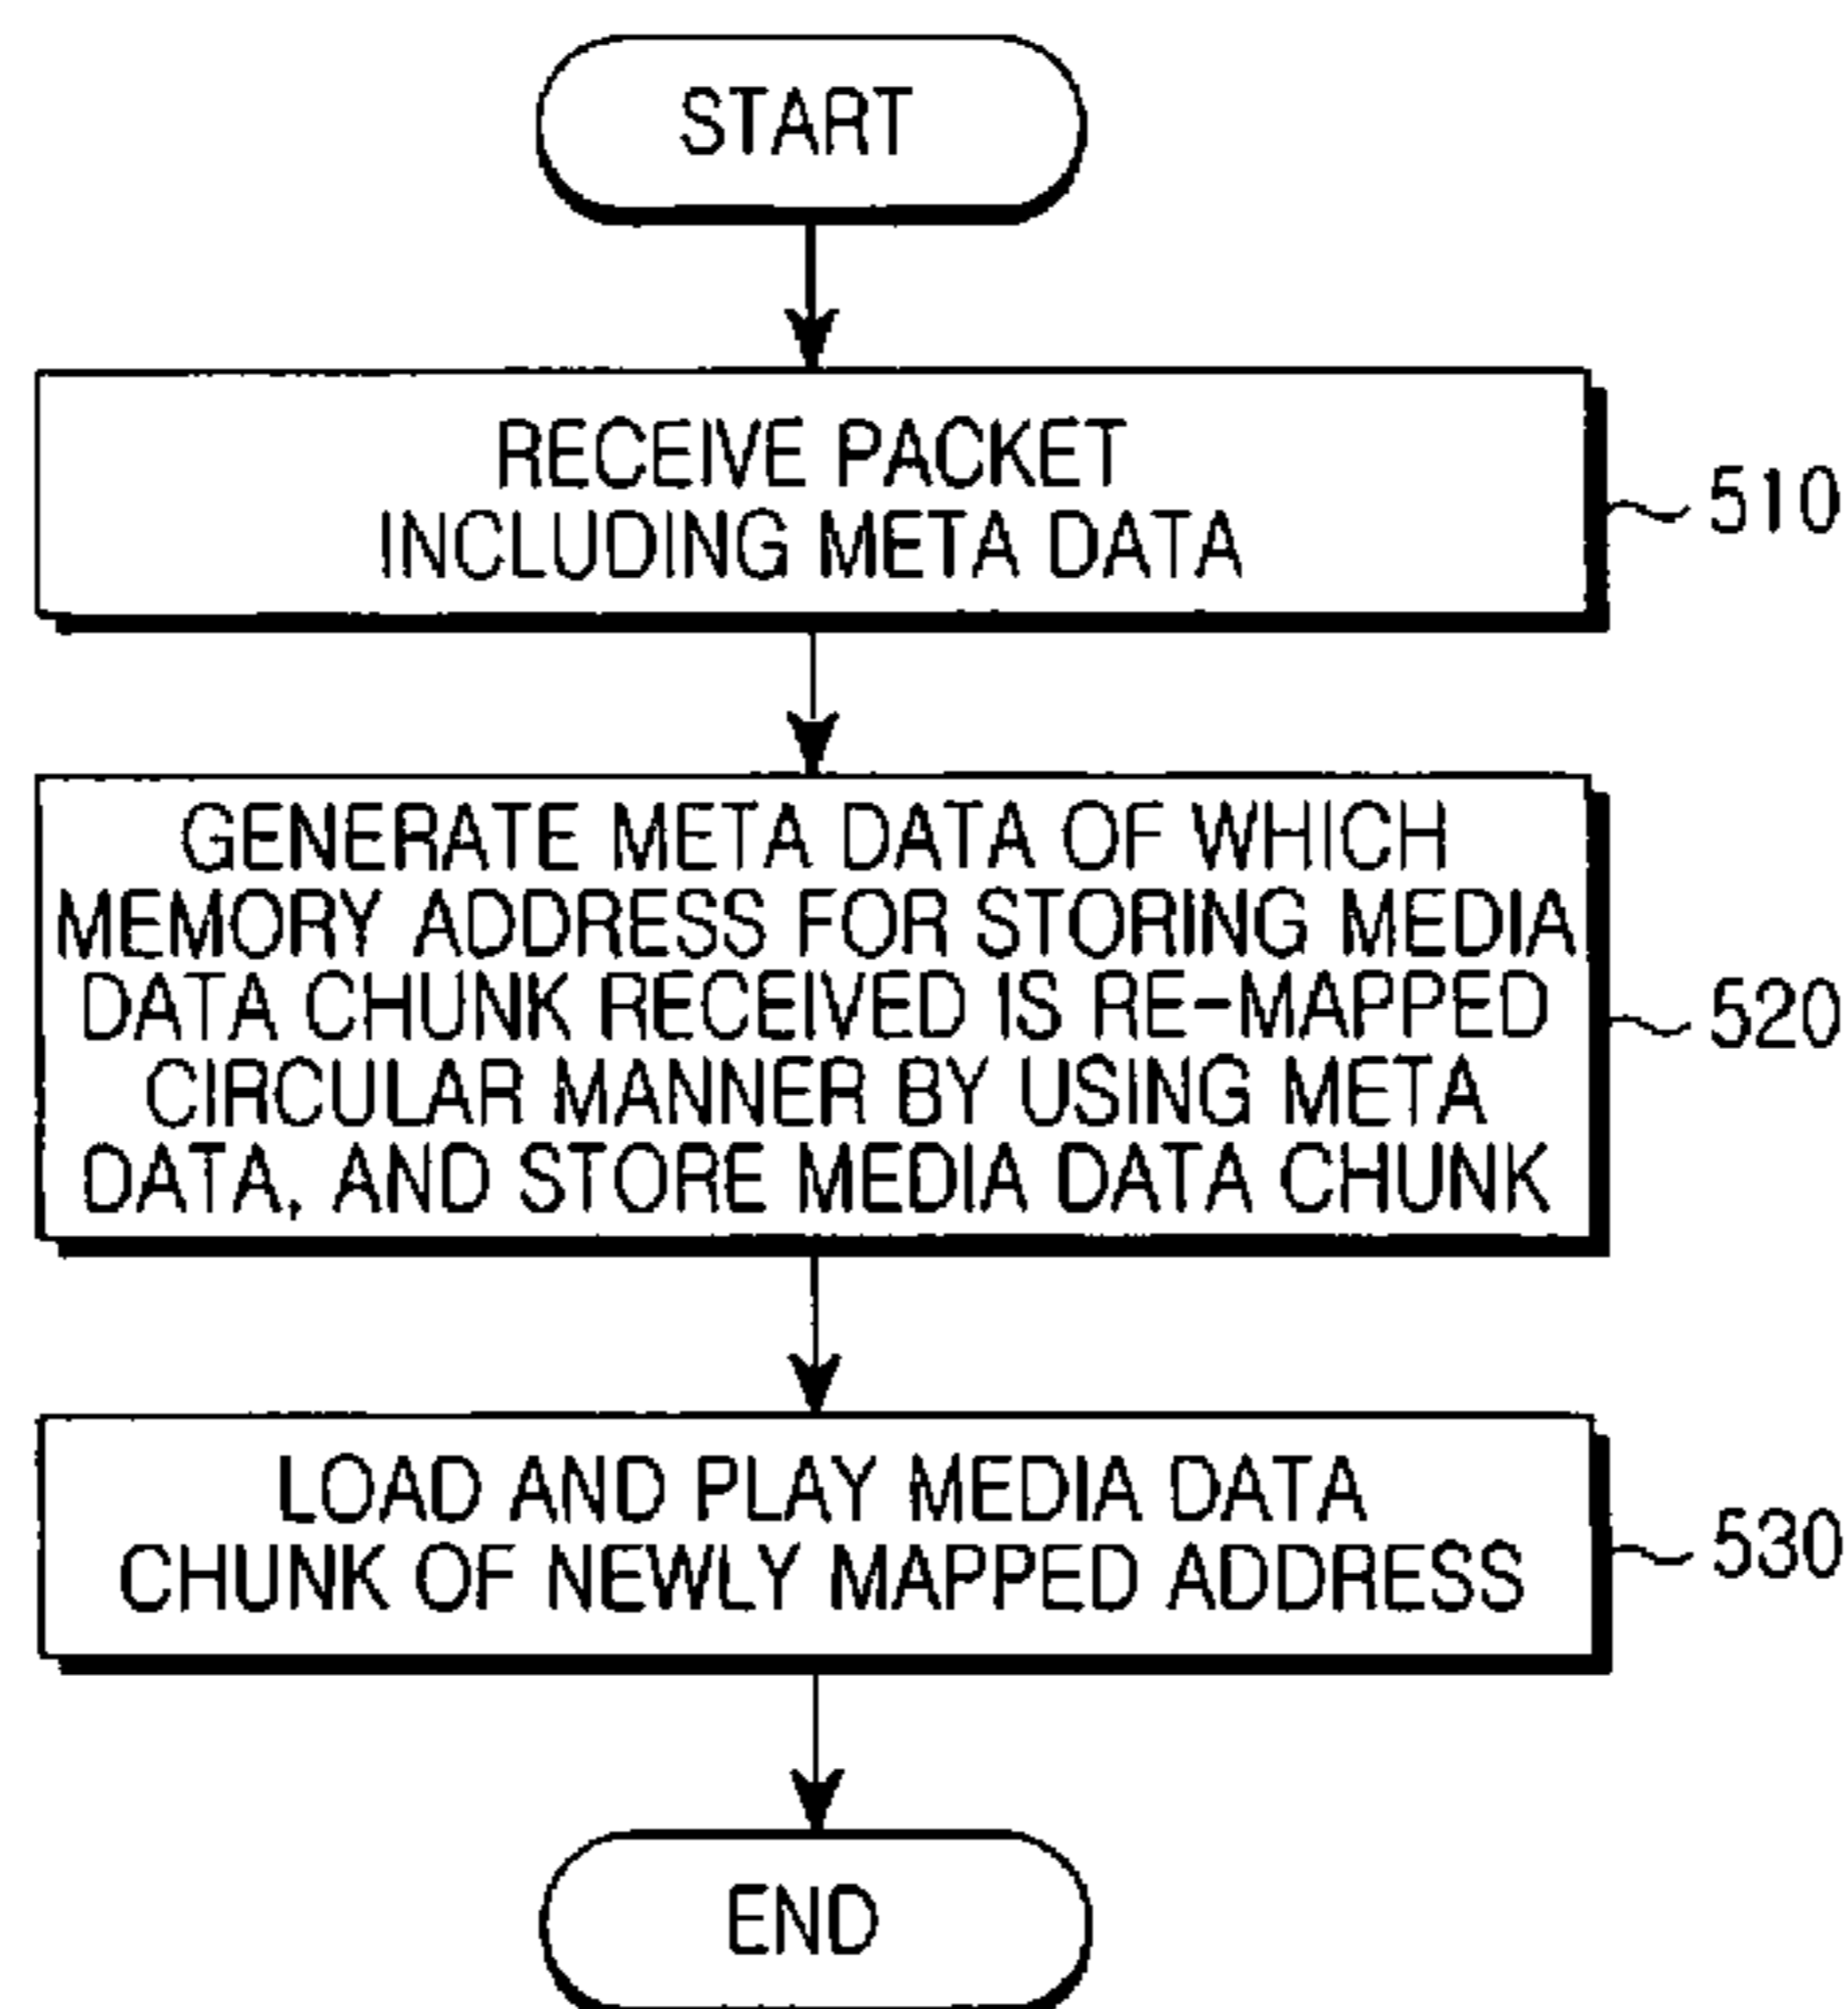 START
RECEIVE PACKET
INCLUDING META DATA
510
GENERATE META DATA OF WHICH
MEMORY ADDRESS FOR STORING MEDIA
DATA CHUNK RECEIVED IS RE-MAPPED
CIRCULAR MANNER BY USING META
DATA, AND STORE MEDIA DATA CHUNK
520
LOAD AND PLAY MEDIA DATA
CHUNK OF NEWLY MAPPED ADDRESS
530
END